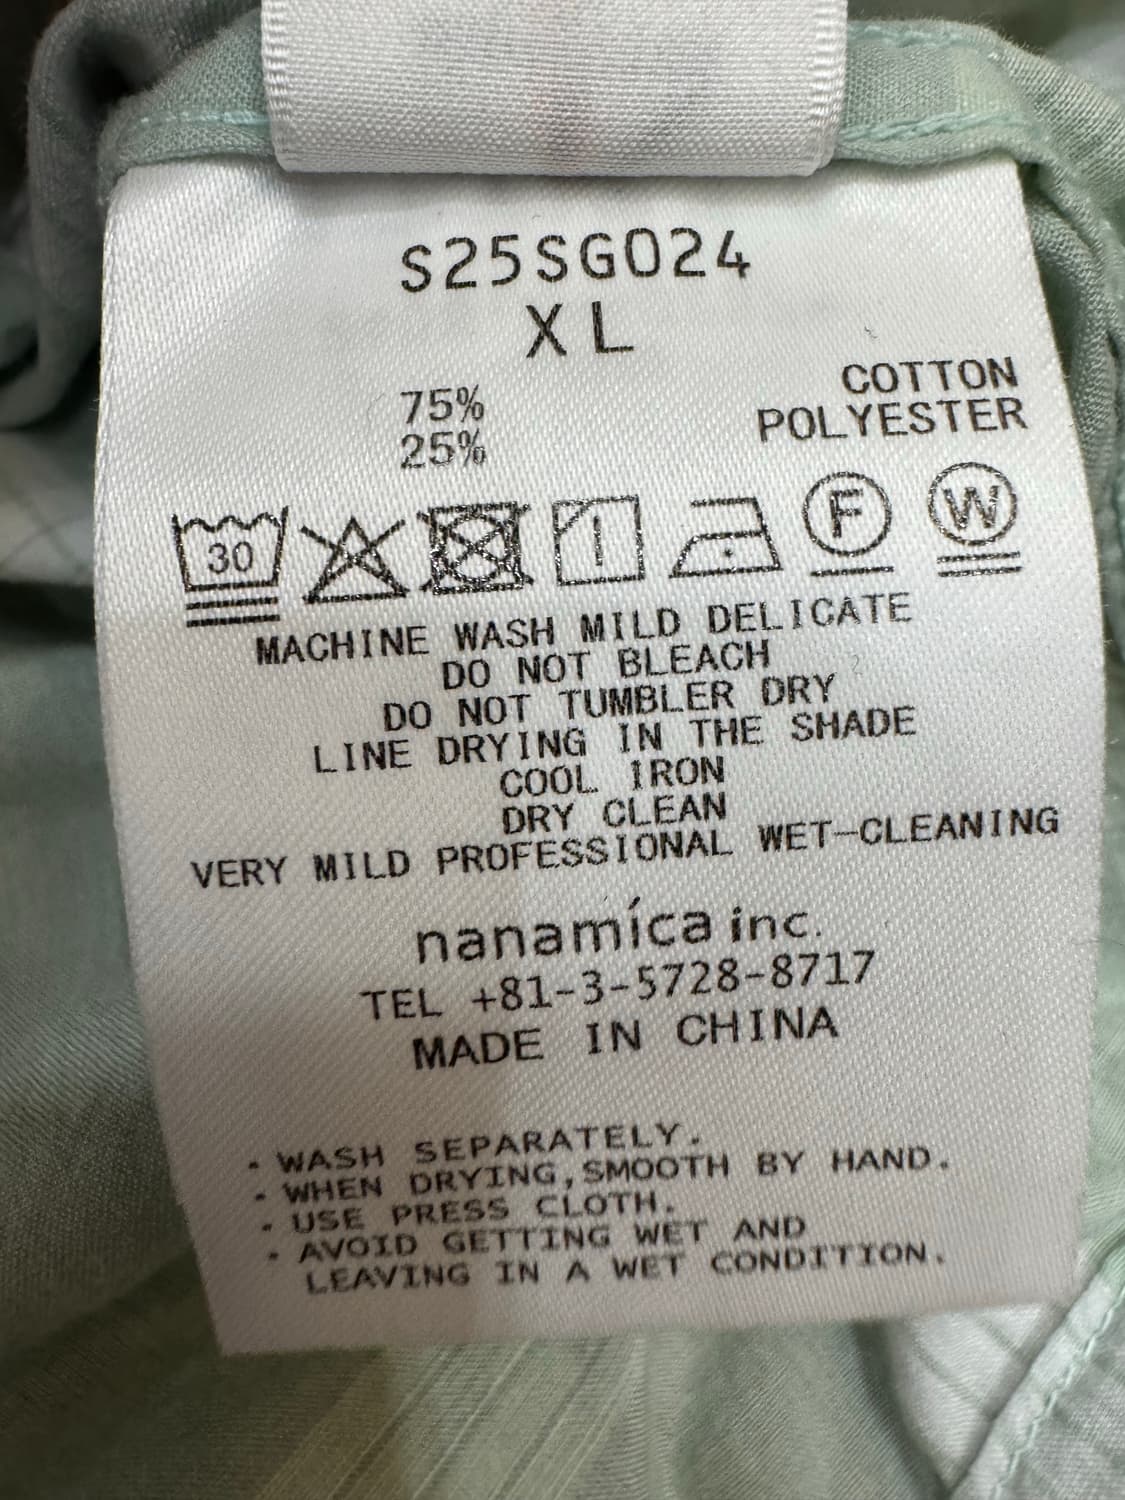 S25SG024
XL
75% COTTON
25% POLYESTER
30 F W
MACHINE WASH MILD DELICATE
DO NOT BLEACH
DO NOT TUMBLER DRY
LINE DRYING IN THE SHADE
COOL IRON
DRY CLEAN
VERY MILD PROFESSIONAL WET-CLEANING
nanamíca inc.
TEL +81-3-5728-8717
MADE IN CHINA
・WASH SEPARATELY.
・WHEN DRYING,SMOOTH BY HAND.
・USE PRESS CLOTH.
・AVOID GETTING WET AND
LEAVING IN A WET CONDITION.